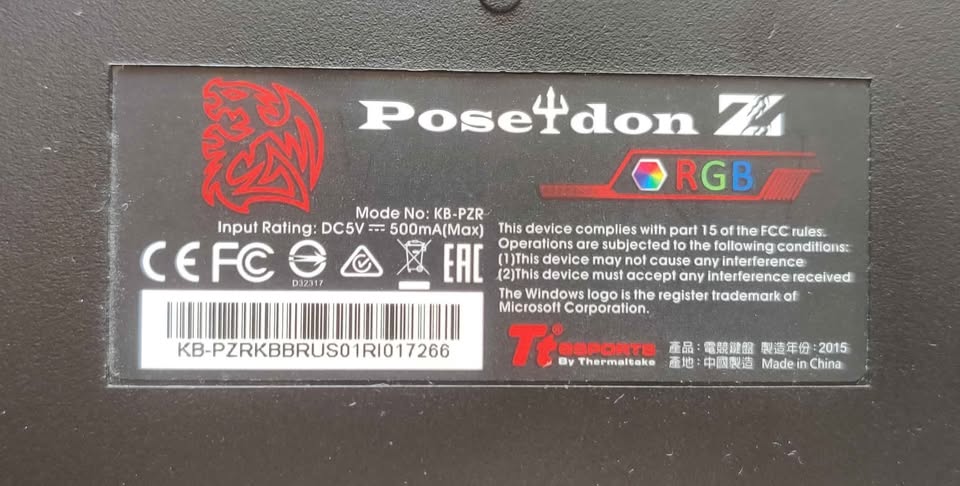 Poseidon Z
RGB
Mode No: KB-PZR
Input Rating: DC5V ⎓ 500mA(Max)
CE FC EAC
D32317
KB-PZRKBBRUS01RI017266
This device complies with part 15 of the FCC rules.
Operations are subjected to the following conditions:
(1)This device may not cause any interference
(2)This device must accept any interference received
The Windows logo is the register trademark of
Microsoft Corporation.
Tt® eSPORTS
By Thermaltake
產品:電競鍵盤 製造年份:2015
產地:中國製造 Made in China